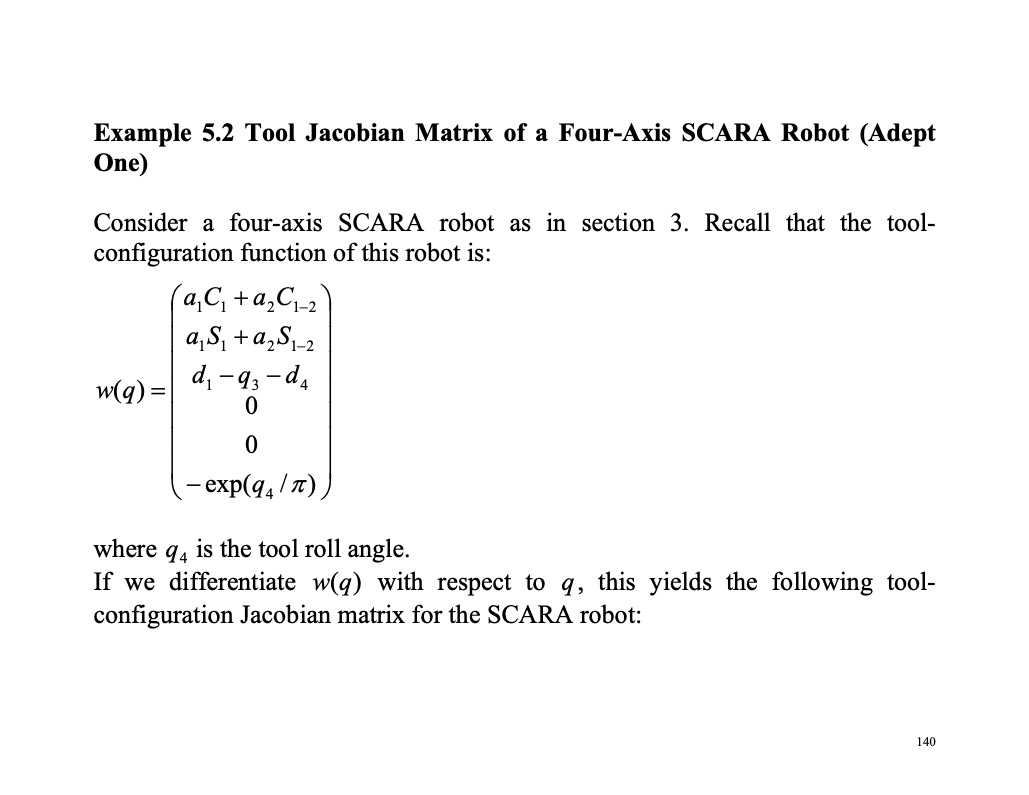 Example 5.2 Tool Jacobian Matrix of a Four-Axis SCARA Robot (Adept
One)
Consider a four-axis SCARA robot as in section 3. Recall that the tool-
configuration function of this robot is:
a₁C₁ + a₂C₁₋₂
a₁S₁ + a₂S₁₋₂
d₁ − q₃ − d₄
w(q) =
0
0
− exp(q₄ / π)
where q₄ is the tool roll angle.
If we differentiate w(q) with respect to q, this yields the following tool-
configuration Jacobian matrix for the SCARA robot:
140